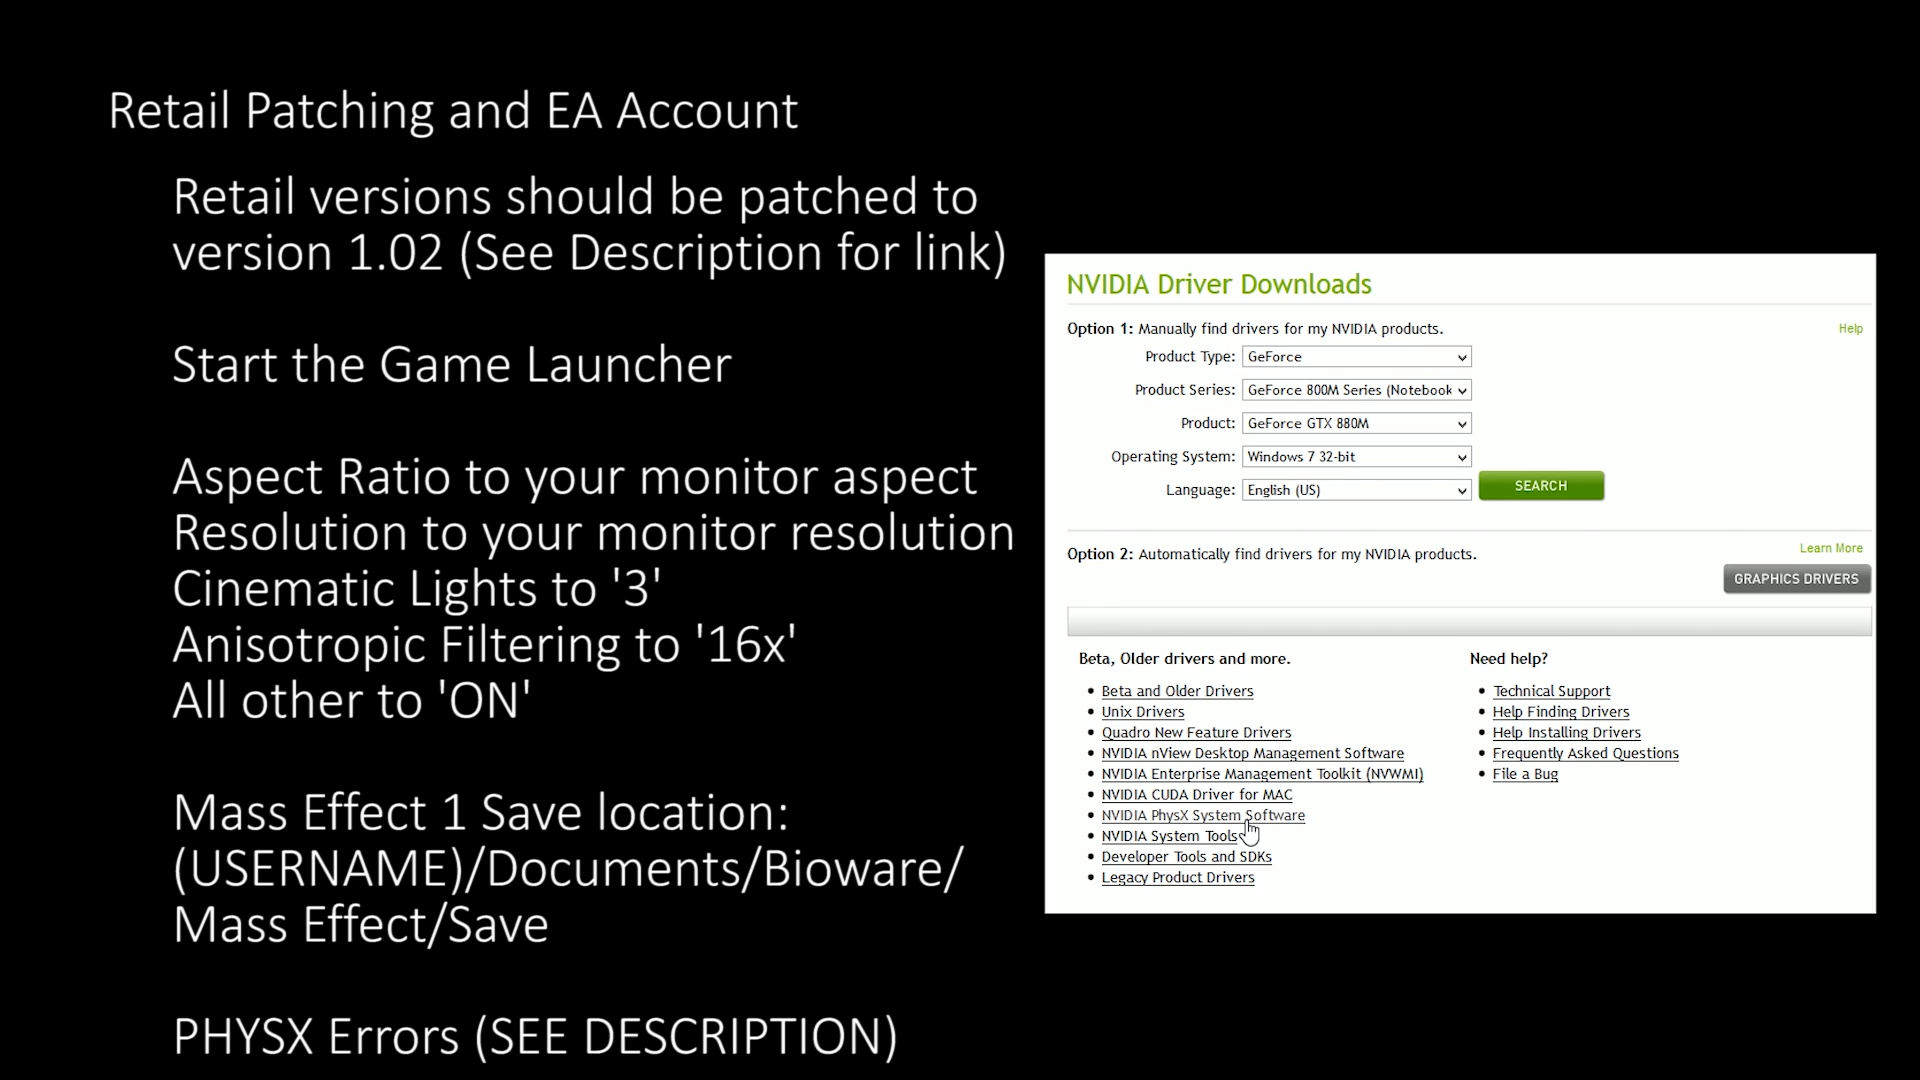 Retail Patching and EA Account
Retail versions should be patched to
version 1.02 (See Description for link)
Start the Game Launcher
Aspect Ratio to your monitor aspect
Resolution to your monitor resolution
Cinematic Lights to '3'
Anisotropic Filtering to '16x'
All other to 'ON'
Mass Effect 1 Save location:
(USERNAME)/Documents/Bioware/
Mass Effect/Save
PHYSX Errors (SEE DESCRIPTION)
NVIDIA Driver Downloads
Option 1: Manually find drivers for my NVIDIA products.
Help
Product Type: GeForce
Product Series: GeForce 800M Series (Notebook
Product: GeForce GTX 880M
Operating System: Windows 7 32-bit
Language: English (US)
SEARCH
Option 2: Automatically find drivers for my NVIDIA products.
Learn More
GRAPHICS DRIVERS
Beta, Older drivers and more.
Beta and Older Drivers
Unix Drivers
Quadro New Feature Drivers
NVIDIA nView Desktop Management Software
NVIDIA Enterprise Management Toolkit (NVWMI)
NVIDIA CUDA Driver for MAC
NVIDIA PhysX System Software
NVIDIA System Tools
Developer Tools and SDKs
Legacy Product Drivers
Need help?
Technical Support
Help Finding Drivers
Help Installing Drivers
Frequently Asked Questions
File a Bug